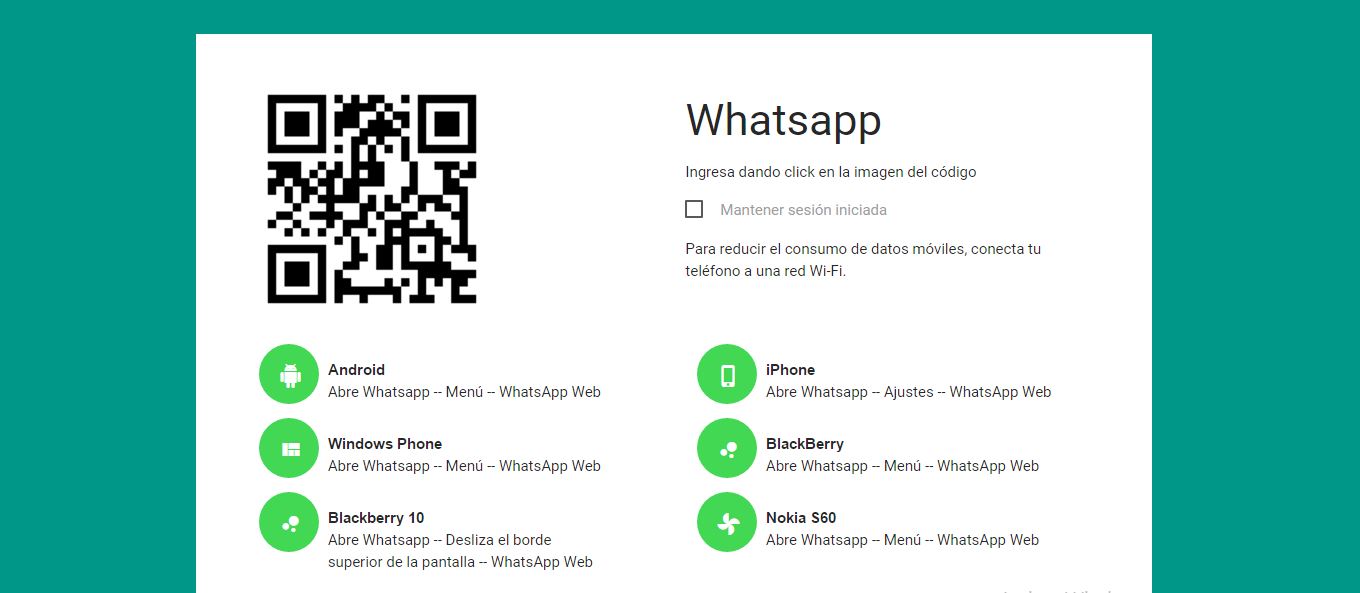 Whatsapp
Ingresa dando click en la imagen del código
Mantener sesión iniciada
Para reducir el consumo de datos móviles, conecta tu
teléfono a una red Wi-Fi.
Android
Abre Whatsapp -- Menú -- WhatsApp Web
iPhone
Abre Whatsapp -- Ajustes -- WhatsApp Web
Windows Phone
Abre Whatsapp -- Menú -- WhatsApp Web
BlackBerry
Abre Whatsapp -- Menú -- WhatsApp Web
Blackberry 10
Abre Whatsapp -- Desliza el borde
superior de la pantalla -- WhatsApp Web
Nokia S60
Abre Whatsapp -- Menú -- WhatsApp Web